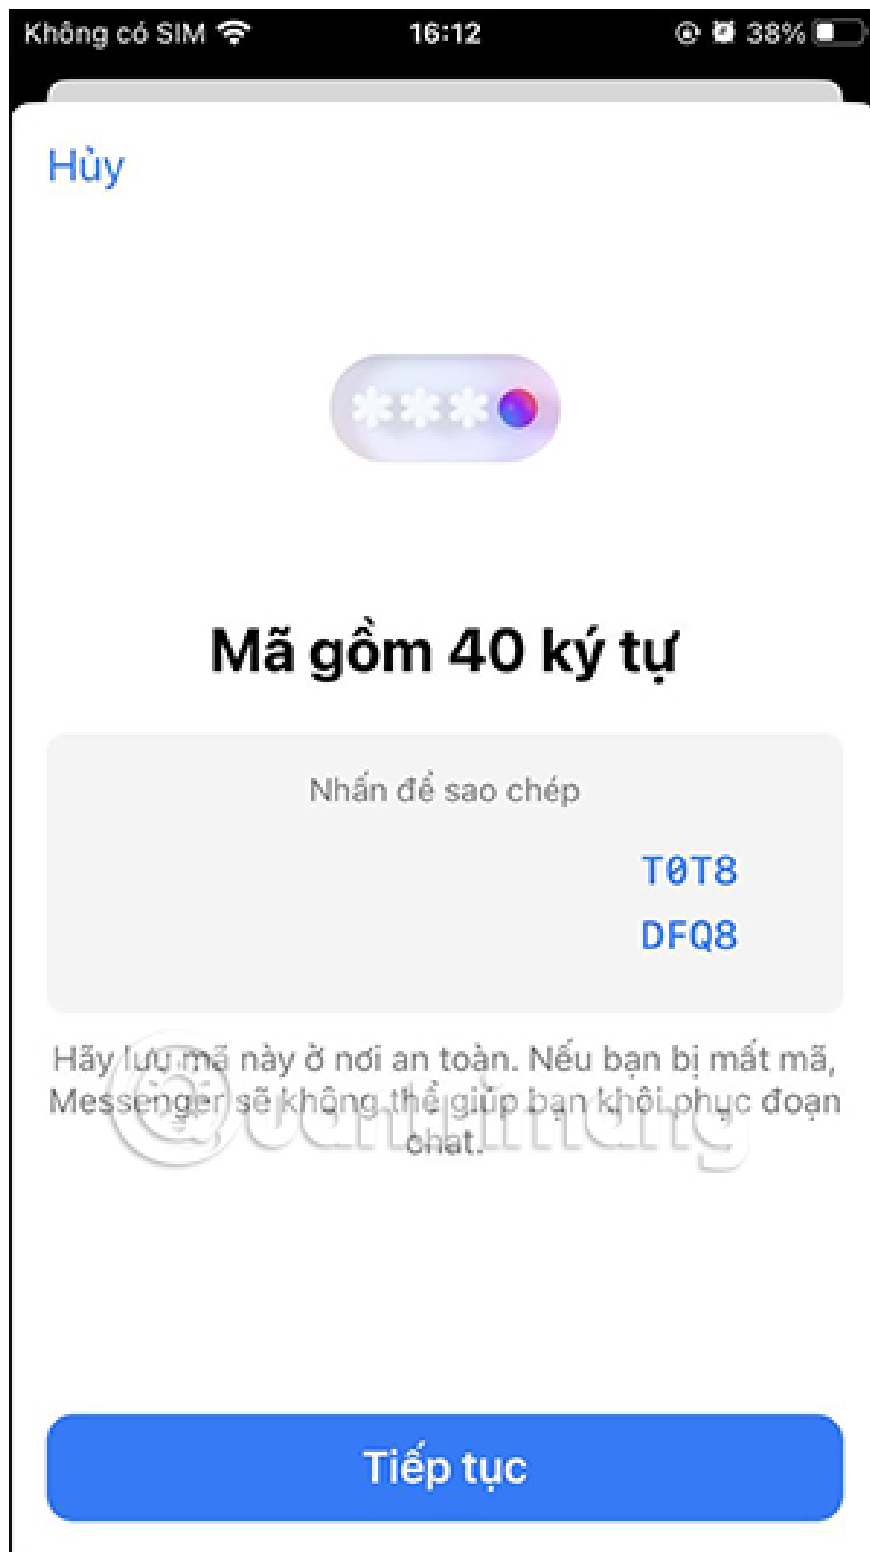 Không có SIM 16:12 38%
Hủy
Mã gồm 40 ký tự
Nhấn để sao chép
T0T8
DFQ8
Hãy lưu mã này ở nơi an toàn. Nếu bạn bị mất mã,
Messenger sẽ không thể giúp bạn khôi phục đoạn
chat.
Quantrimang
Tiếp tục